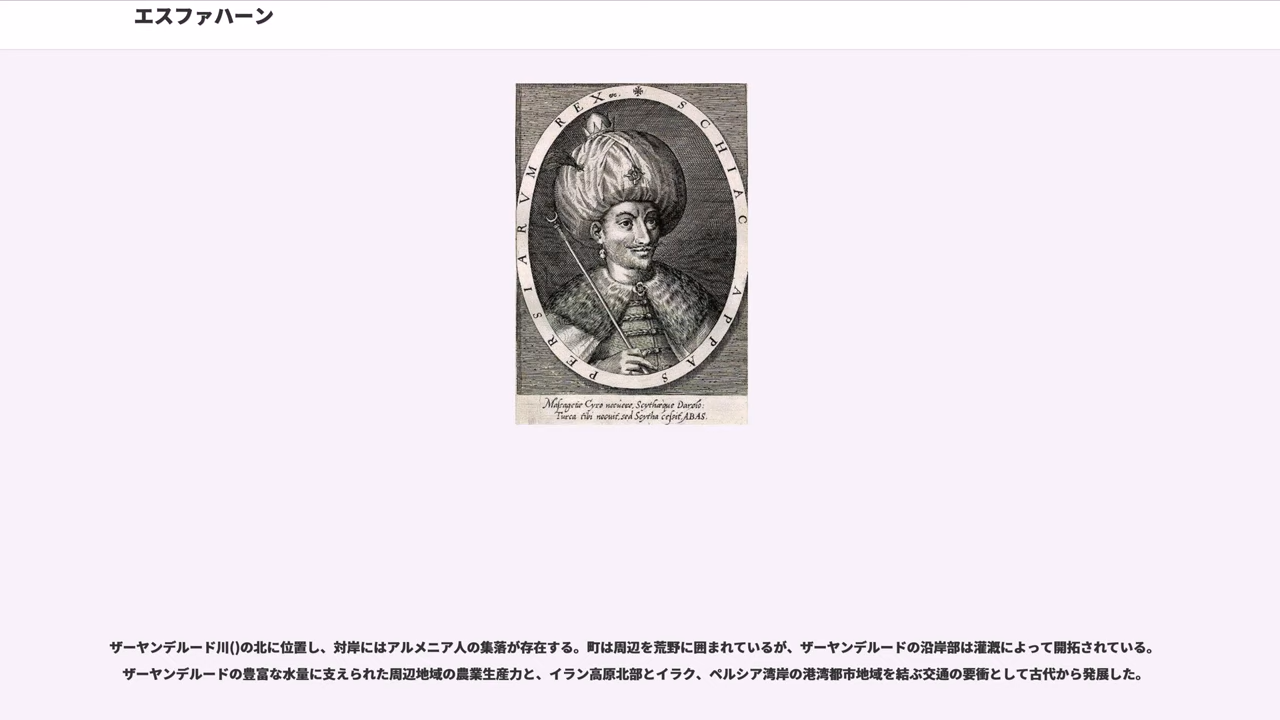 エスファハーン
SCHIAC APPAS PERSIARVM REX etc.
Massagetæ Cyro nocuere, Scythæque Dario:
Turca tibi nocuit, sed Scytha cessit, ABAS.
ザーヤンデルード川()の北に位置し、対岸にはアルメニア人の集落が存在する。町は周辺を荒野に囲まれているが、ザーヤンデルードの沿岸部は灌漑によって開拓されている。
ザーヤンデルードの豊富な水量に支えられた周辺地域の農業生産力と、イラン高原北部とイラク、ペルシア湾岸の港湾都市地域を結ぶ交通の要衝として古代から発展した。